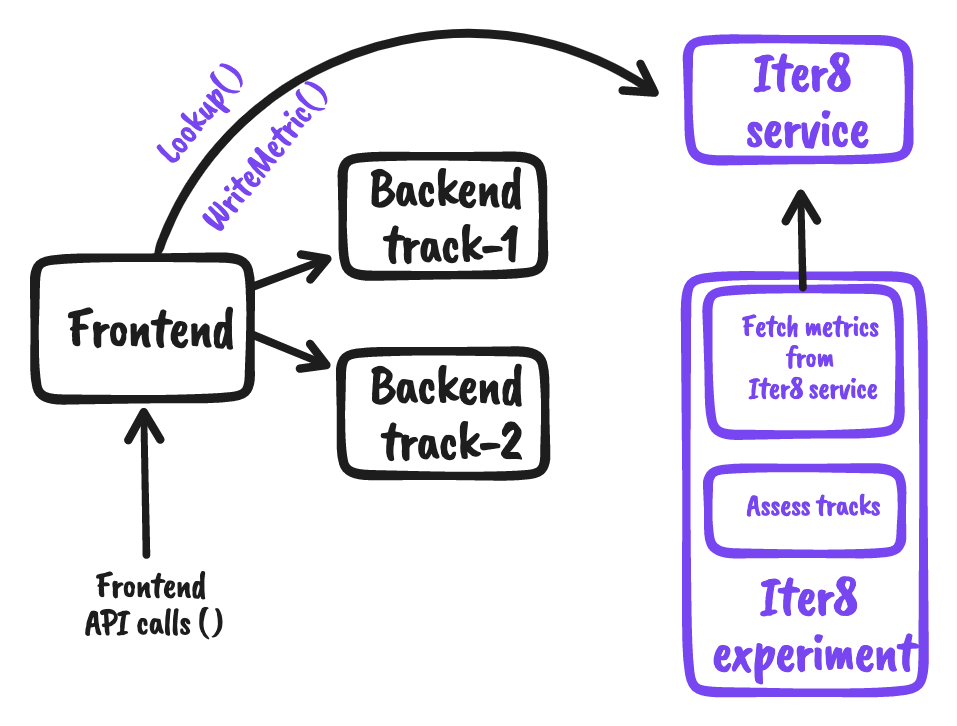 Lookup()
WriteMetric()
Iter8
service
Backend
track-1
Frontend
Backend
track-2
Frontend
API calls ()
Fetch metrics
from
Iter8 service
Assess tracks
Iter8
experiment